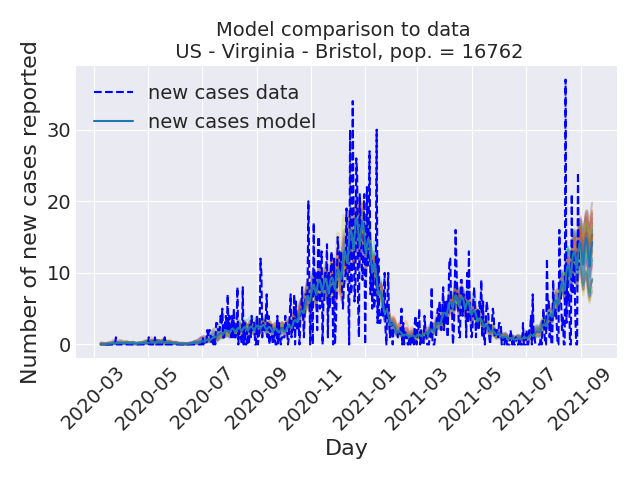 Model comparison to data
US - Virginia - Bristol, pop. = 16762
Number of new cases reported
new cases data
new cases model
30
20
10
0
2020-03
2020-05
2020-07
2020-09
2020-11
2021-01
2021-03
2021-05
2021-07
2021-09
Day